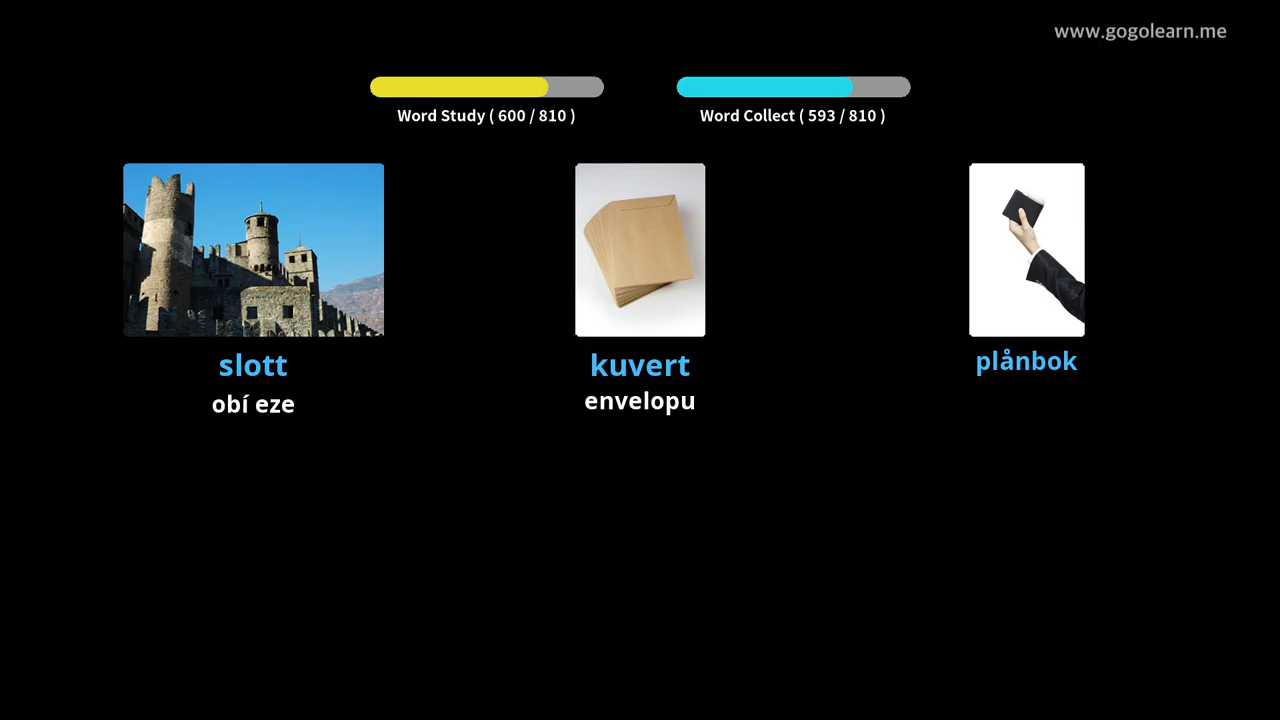 www.gogolearn.me
Word Study ( 600 / 810 )
Word Collect ( 593 / 810 )
slott
kuvert
plånbok
obí eze
envelopu